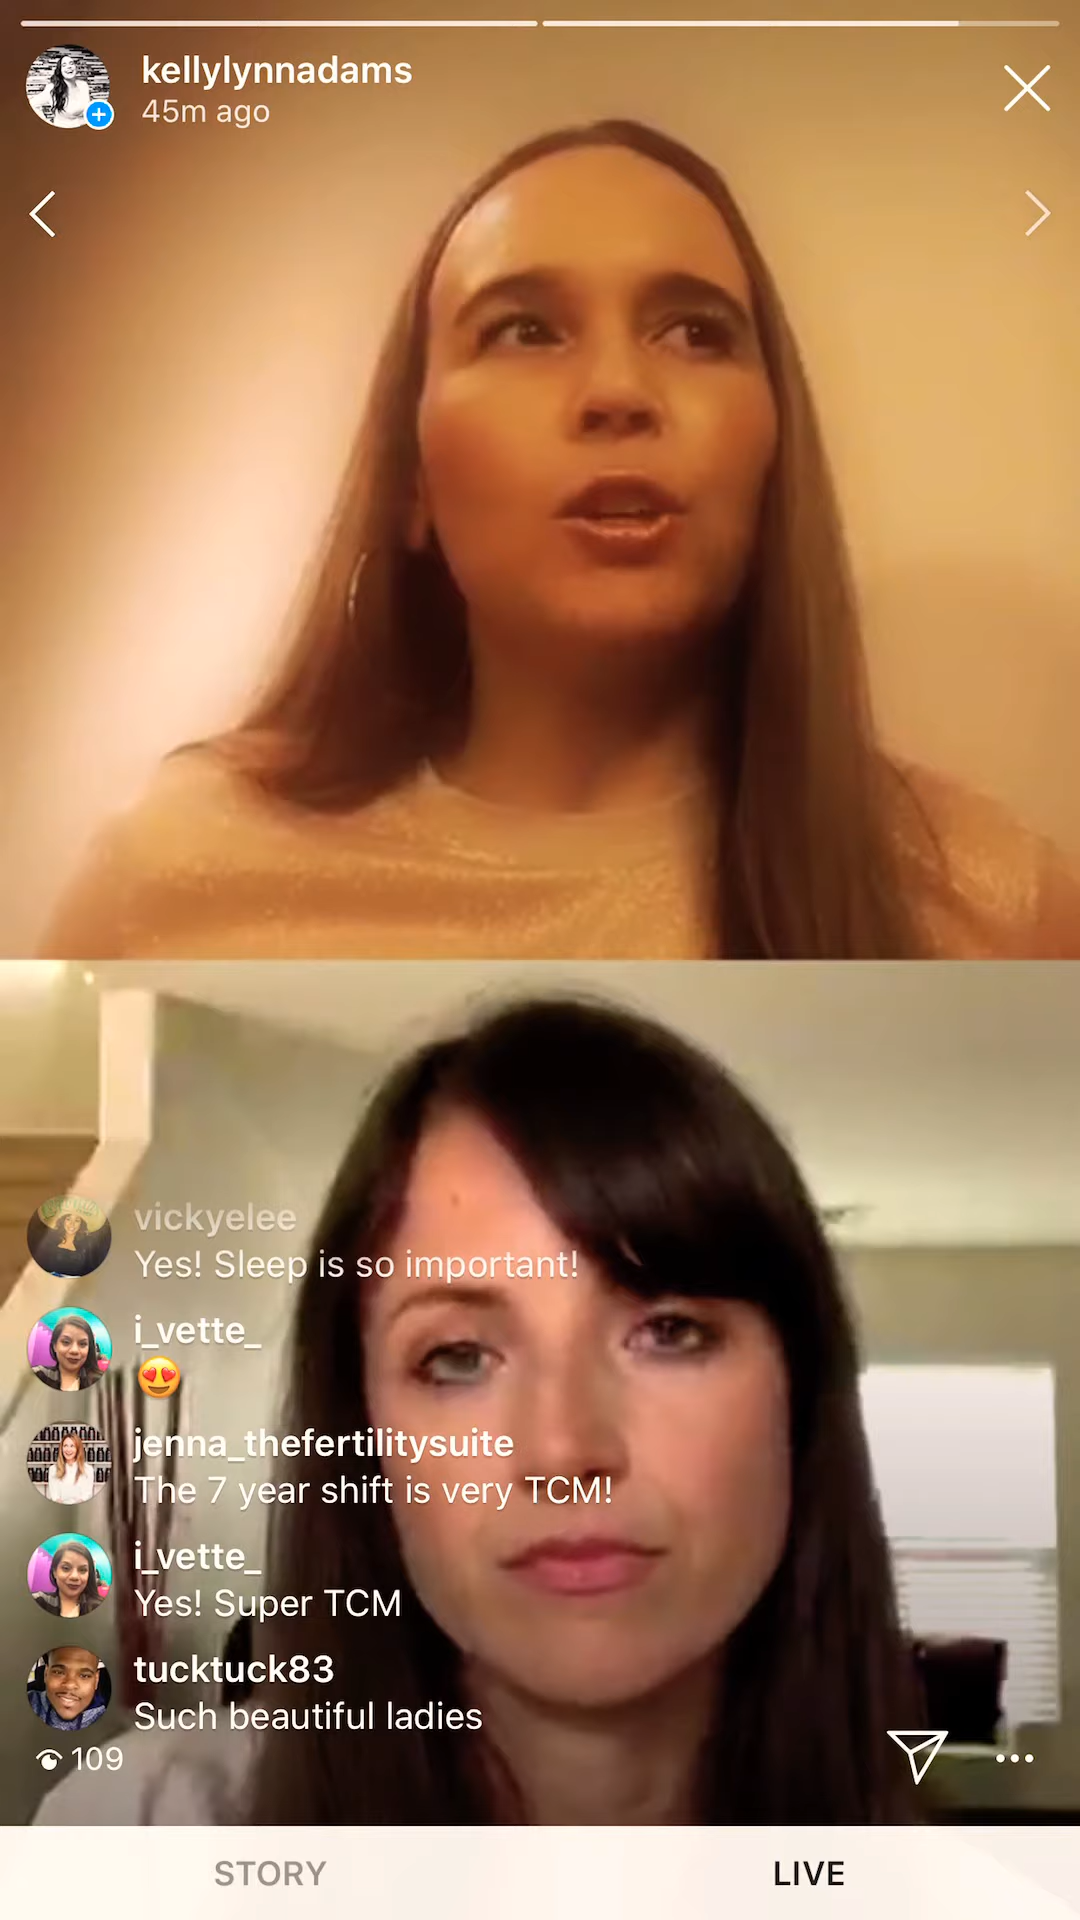 kellylynnadams
45m ago
vickyelee
Yes! Sleep is so important!
i_vette_
😍
jenna_thefertilitysuite
The 7 year shift is very TCM!
i_vette_
Yes! Super TCM
tucktuck83
Such beautiful ladies
109
STORY
LIVE